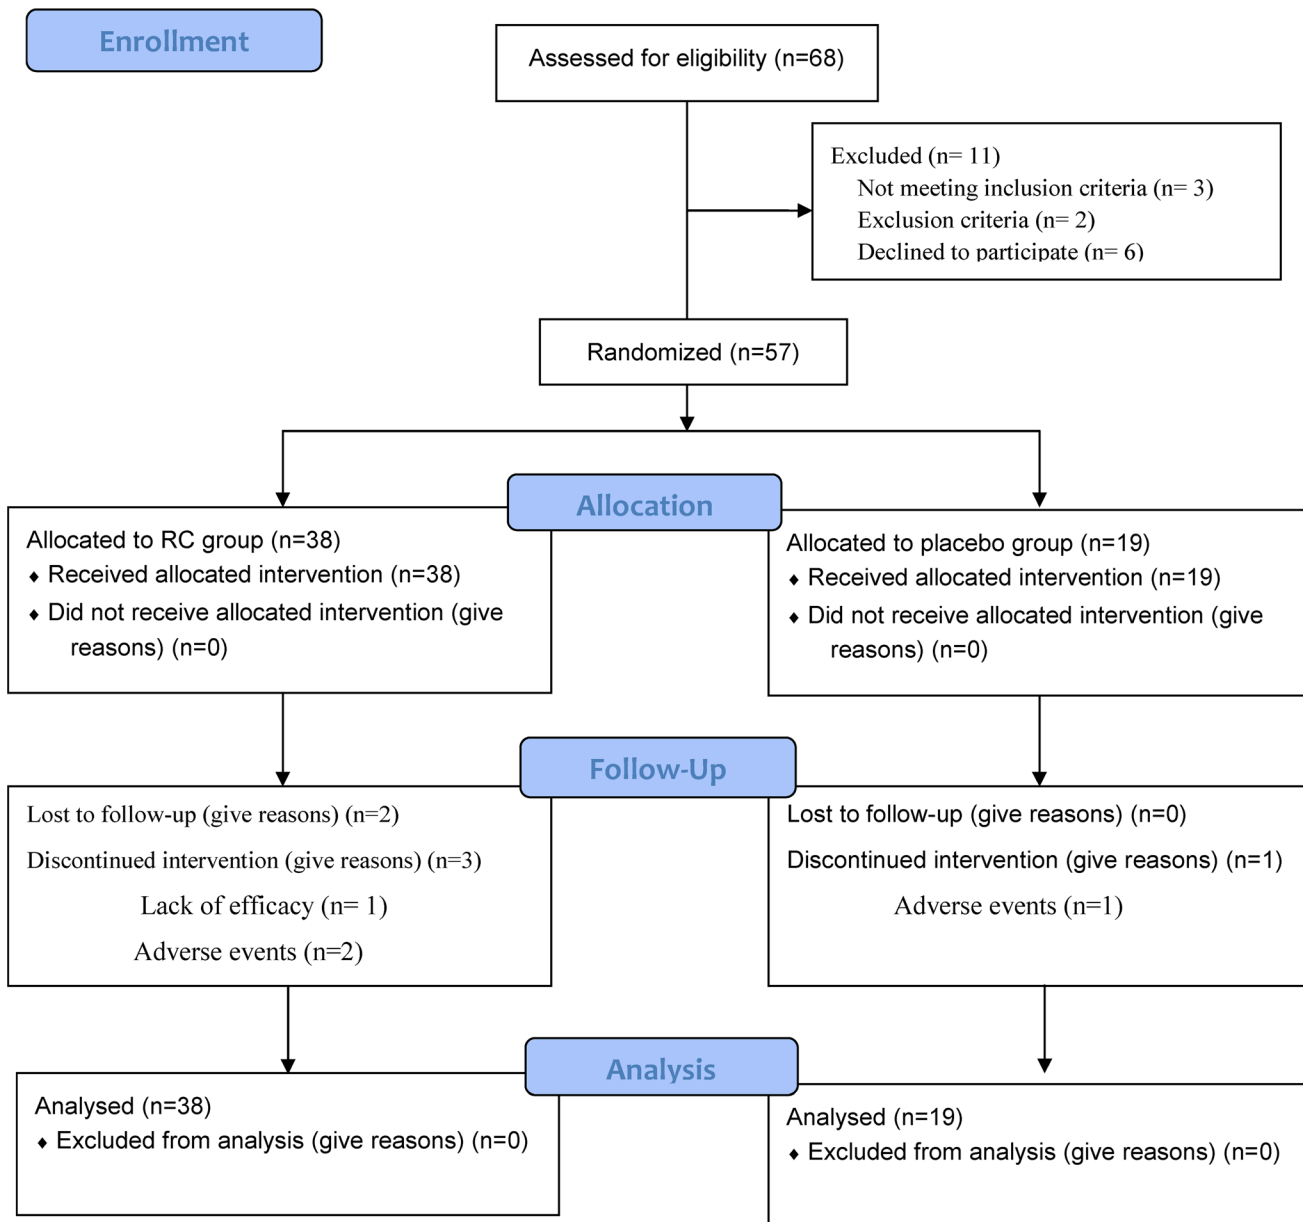 Enrollment
Assessed for eligibility (n=68)
Excluded (n= 11)
Not meeting inclusion criteria (n= 3)
Exclusion criteria (n= 2)
Declined to participate (n= 6)
Randomized (n=57)
Allocation
Allocated to RC group (n=38)
♦ Received allocated intervention (n=38)
♦ Did not receive allocated intervention (give
reasons) (n=0)
Allocated to placebo group (n=19)
♦ Received allocated intervention (n=19)
♦ Did not receive allocated intervention (give
reasons) (n=0)
Follow-Up
Lost to follow-up (give reasons) (n=2)
Discontinued intervention (give reasons) (n=3)
Lack of efficacy (n= 1)
Adverse events (n=2)
Lost to follow-up (give reasons) (n=0)
Discontinued intervention (give reasons) (n=1)
Adverse events (n=1)
Analysis
Analysed (n=38)
♦ Excluded from analysis (give reasons) (n=0)
Analysed (n=19)
♦ Excluded from analysis (give reasons) (n=0)